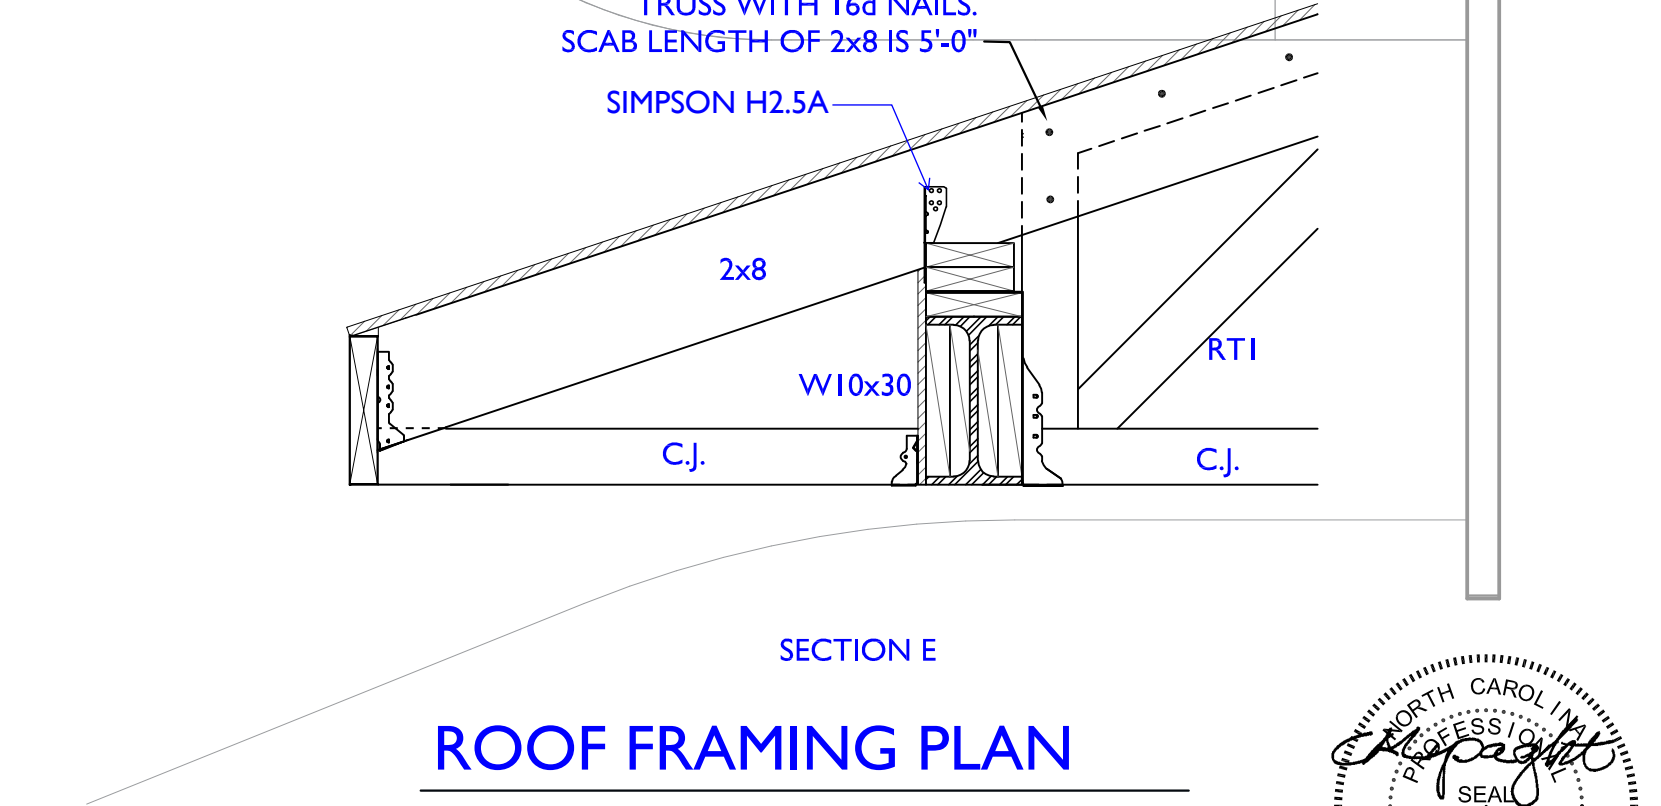 TRUSS WITH 16d NAILS.
SCAB LENGTH OF 2x8 IS 5'-0"
SIMPSON H2.5A
2x8
RT1
W10x30
C.J.
C.J.
SECTION E
ROOF FRAMING PLAN
NORTH CAROLINA
PROFESSIONAL
SEAL